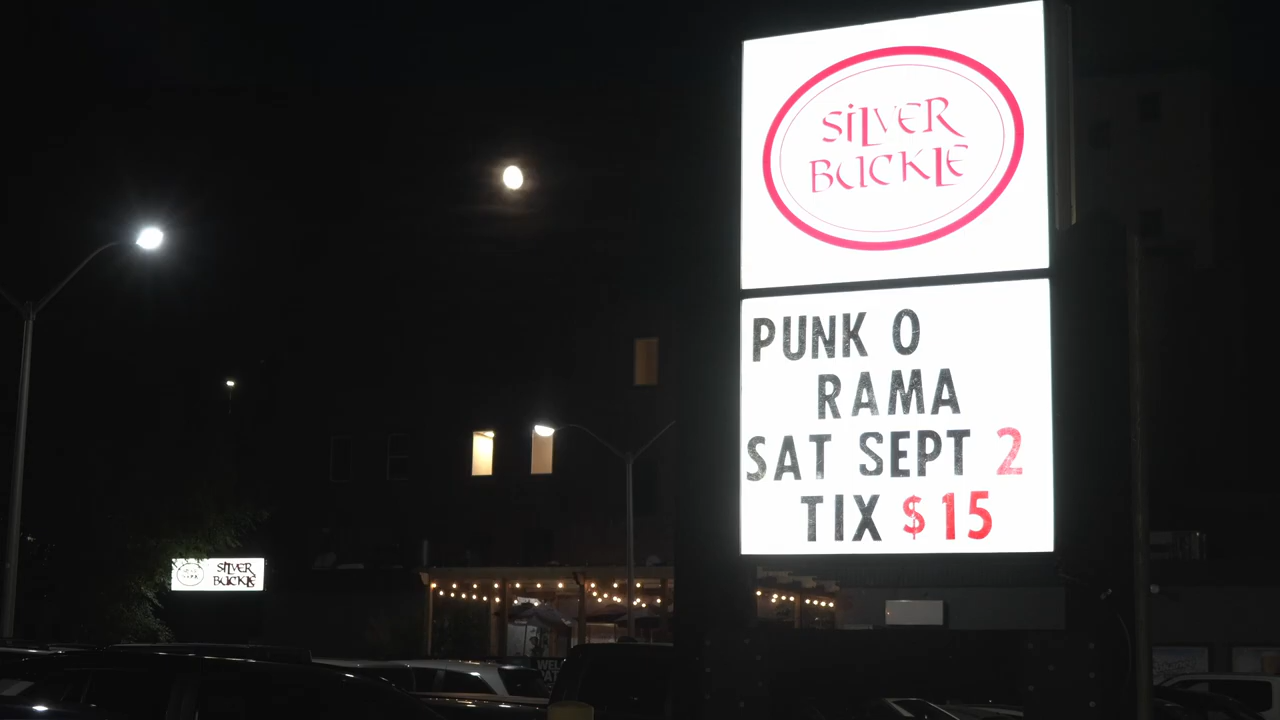 SILVER
BUCKLE
PUNK O
RAMA
SAT SEPT 2
TIX $15
SILVER
BUCKLE